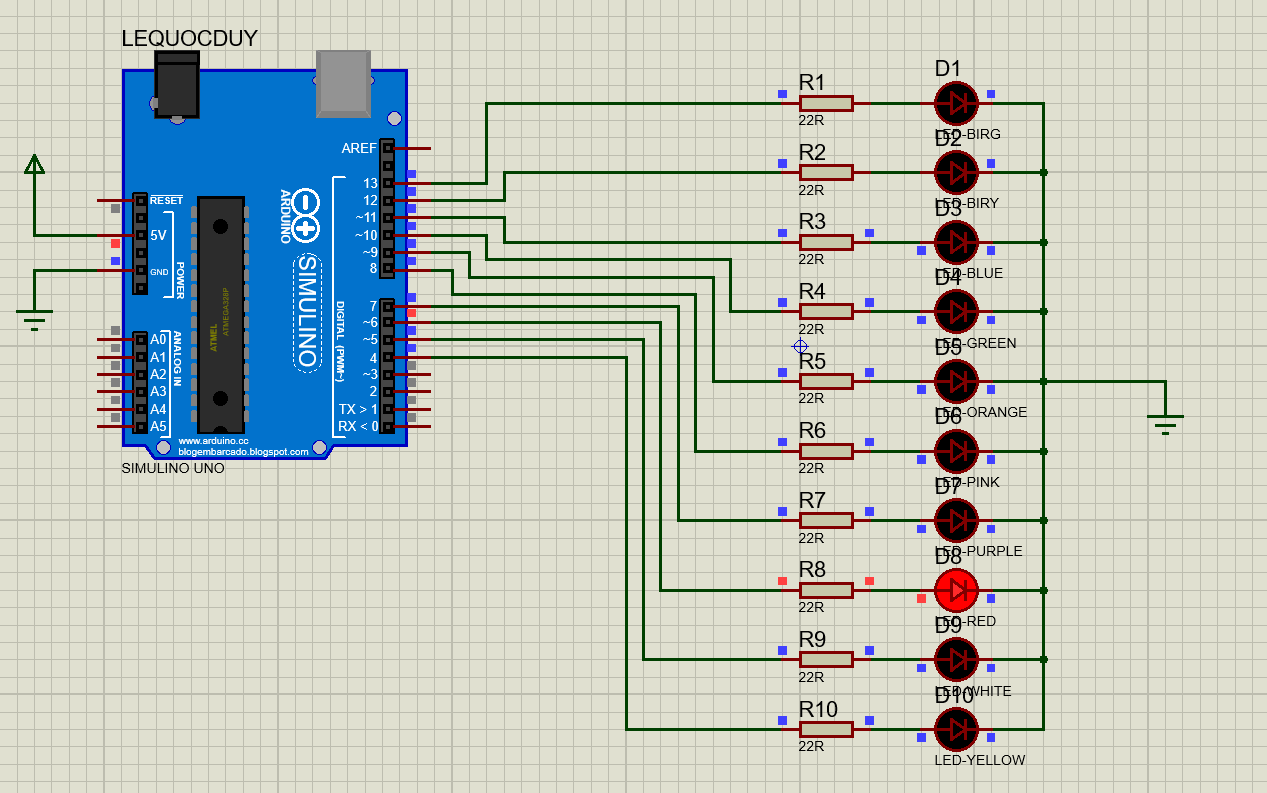 LEQUOCDUY
AREF
13
12
~11
~10
~9
8
7
~6
~5
4
~3
2
TX > 1
RX < 0
RESET
5V
GND
POWER
A0
A1
A2
A3
A4
A5
ANALOG IN
ATMEL
ATMEGA328P
ARDUINO
SIMULINO
DIGITAL (PWM~)
www.arduino.cc
blogembarcado.blogspot.com
SIMULINO UNO
R1
22R
D1
LED-BIRG
R2
22R
D2
LED-BIRY
R3
22R
D3
LED-BLUE
R4
22R
D4
LED-GREEN
R5
22R
D5
LED-ORANGE
R6
22R
D6
LED-PINK
R7
22R
D7
LED-PURPLE
R8
22R
D8
LED-RED
R9
22R
D9
LED-WHITE
R10
22R
D10
LED-YELLOW